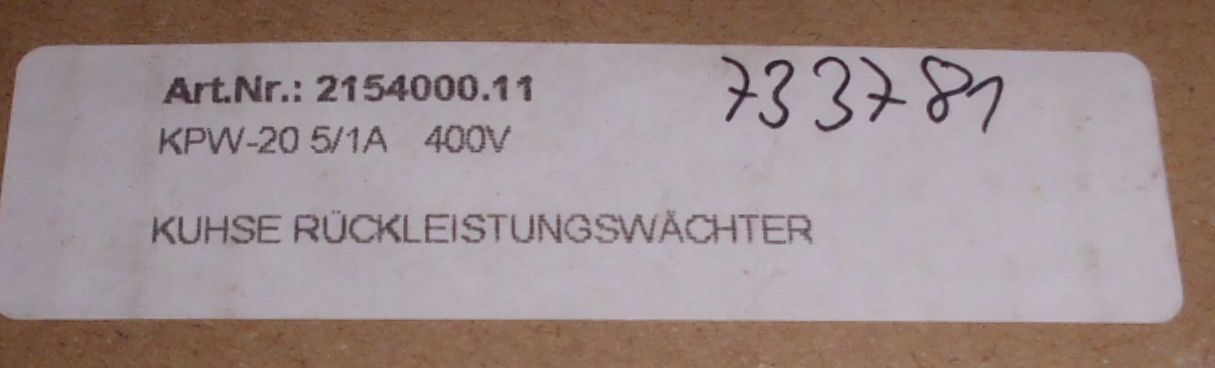 Art.Nr.: 2154000.11 733781
KPW-20 5/1A 400V
KUHSE RÜCKLEISTUNGSWÄCHTER